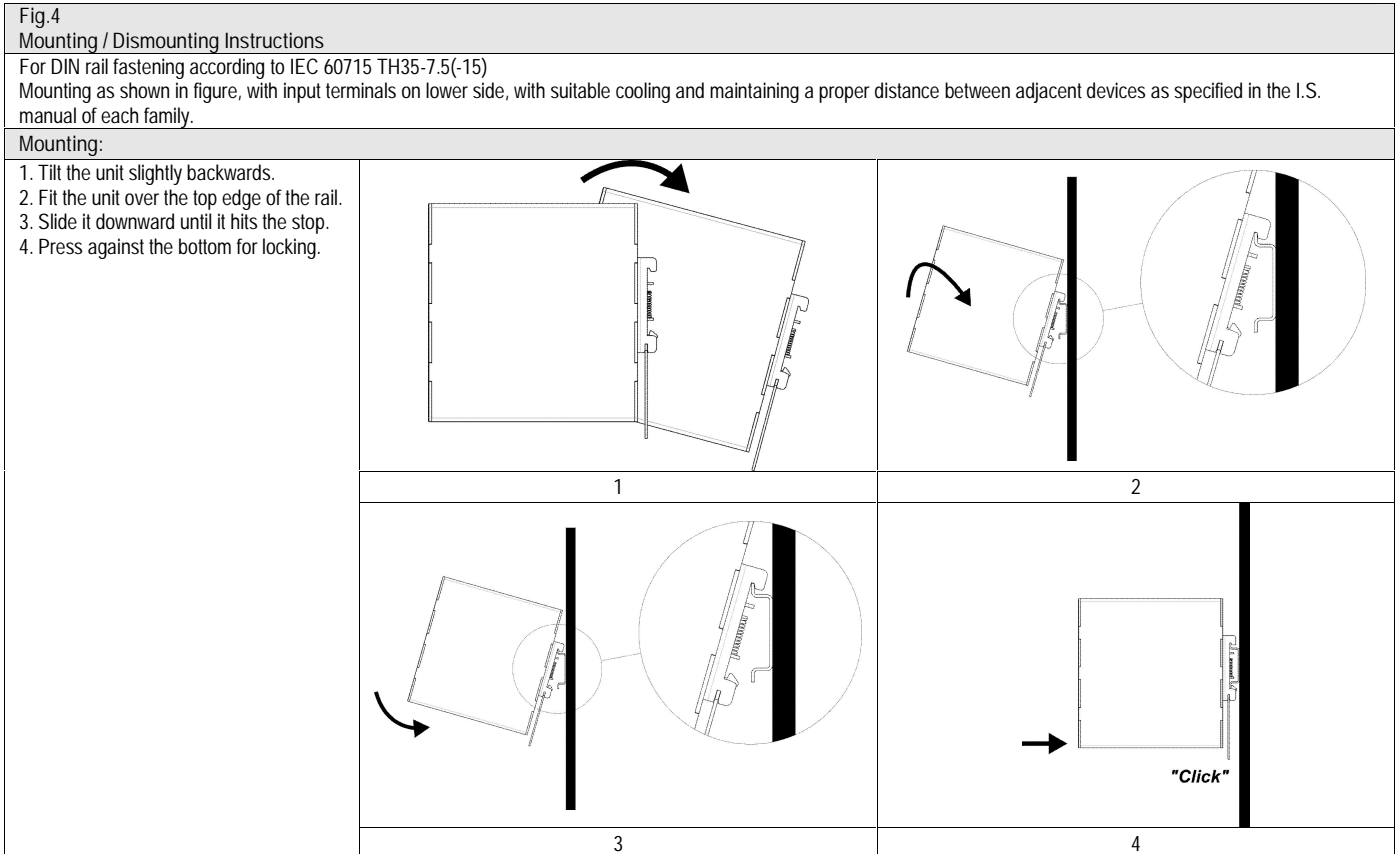 Fig.4
Mounting / Dismounting Instructions
For DIN rail fastening according to IEC 60715 TH35-7.5(-15)
Mounting as shown in figure, with input terminals on lower side, with suitable cooling and maintaining a proper distance between adjacent devices as specified in the I.S.
manual of each family.
Mounting:
1. Tilt the unit slightly backwards.
2. Fit the unit over the top edge of the rail.
3. Slide it downward until it hits the stop.
4. Press against the bottom for locking.
1
2
"Click"
3
4